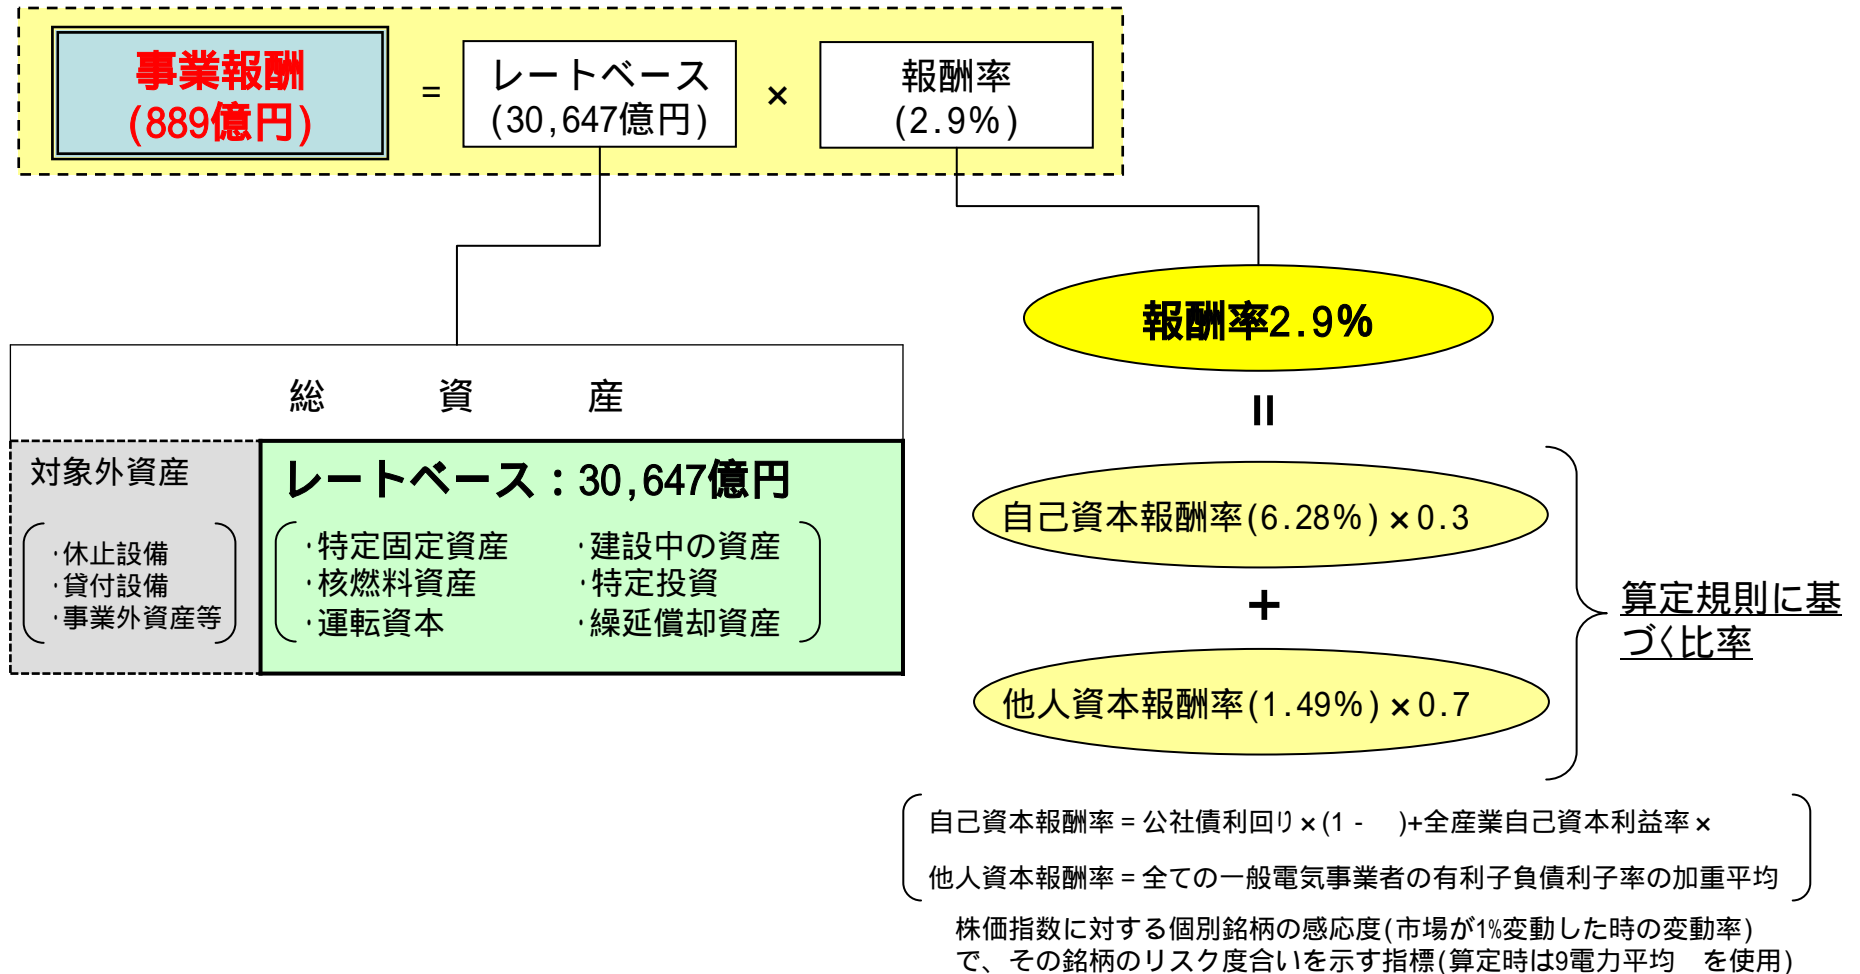 事業報酬
(889億円)
=
レートベース
(30,647億円)
×
報酬率
(2.9%)
報酬率2.9%
=
総資産
対象外資産
レートベース:30,647億円
・休止設備
・貸付設備
・事業外資産等
・特定固定資産
・建設中の資産
・核燃料資産
・特定投資
・運転資本
・繰延償却資産
自己資本報酬率(6.28%)×0.3
+
他人資本報酬率(1.49%)×0.7
算定規則に基
づく比率
自己資本報酬率=公社債利回り×(1- )+全産業自己資本利益率×
他人資本報酬率=全ての一般電気事業者の有利子負債利子率の加重平均
株価指数に対する個別銘柄の感応度(市場が1%変動した時の変動率)
で、その銘柄のリスク度合いを示す指標(算定時は9電力平均 を使用)